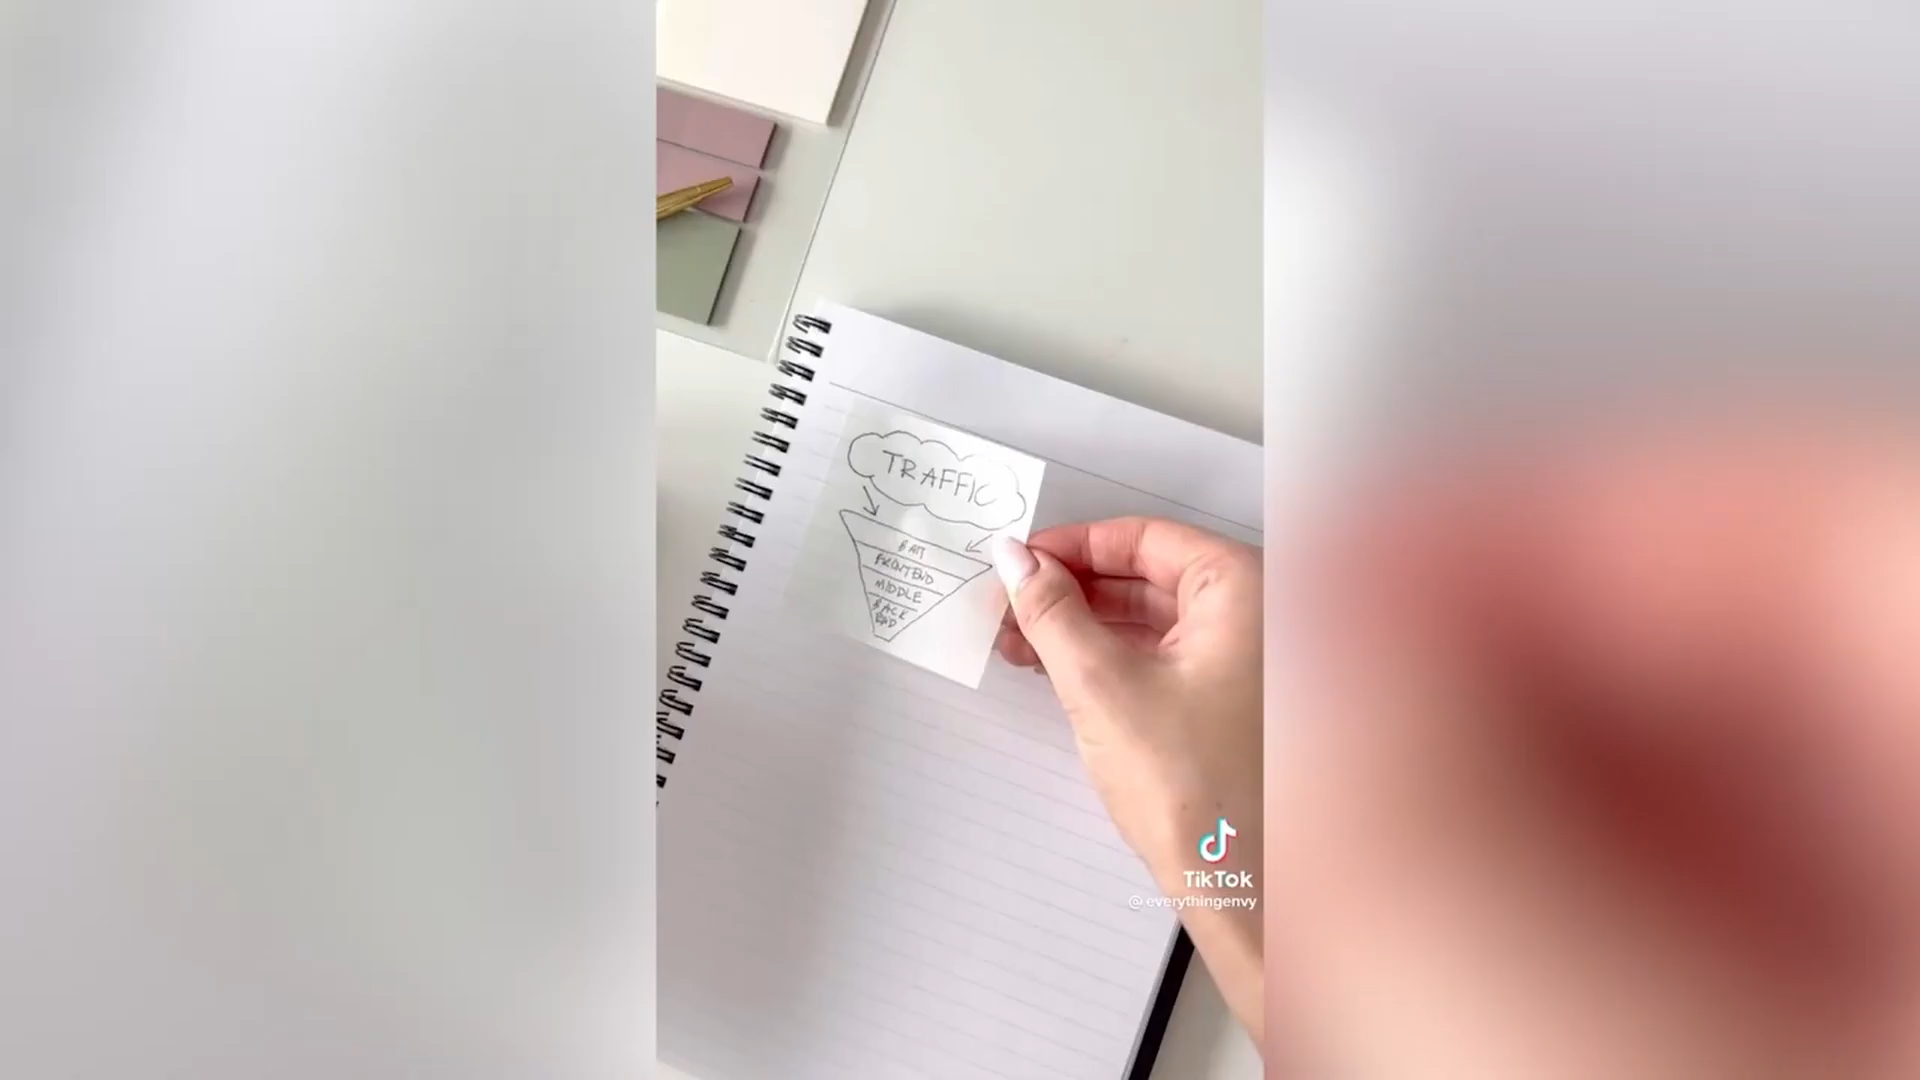 TRAFFIC
BAIT
FRONTEND
MIDDLE
BACK
END
TikTok
@everythingenvy